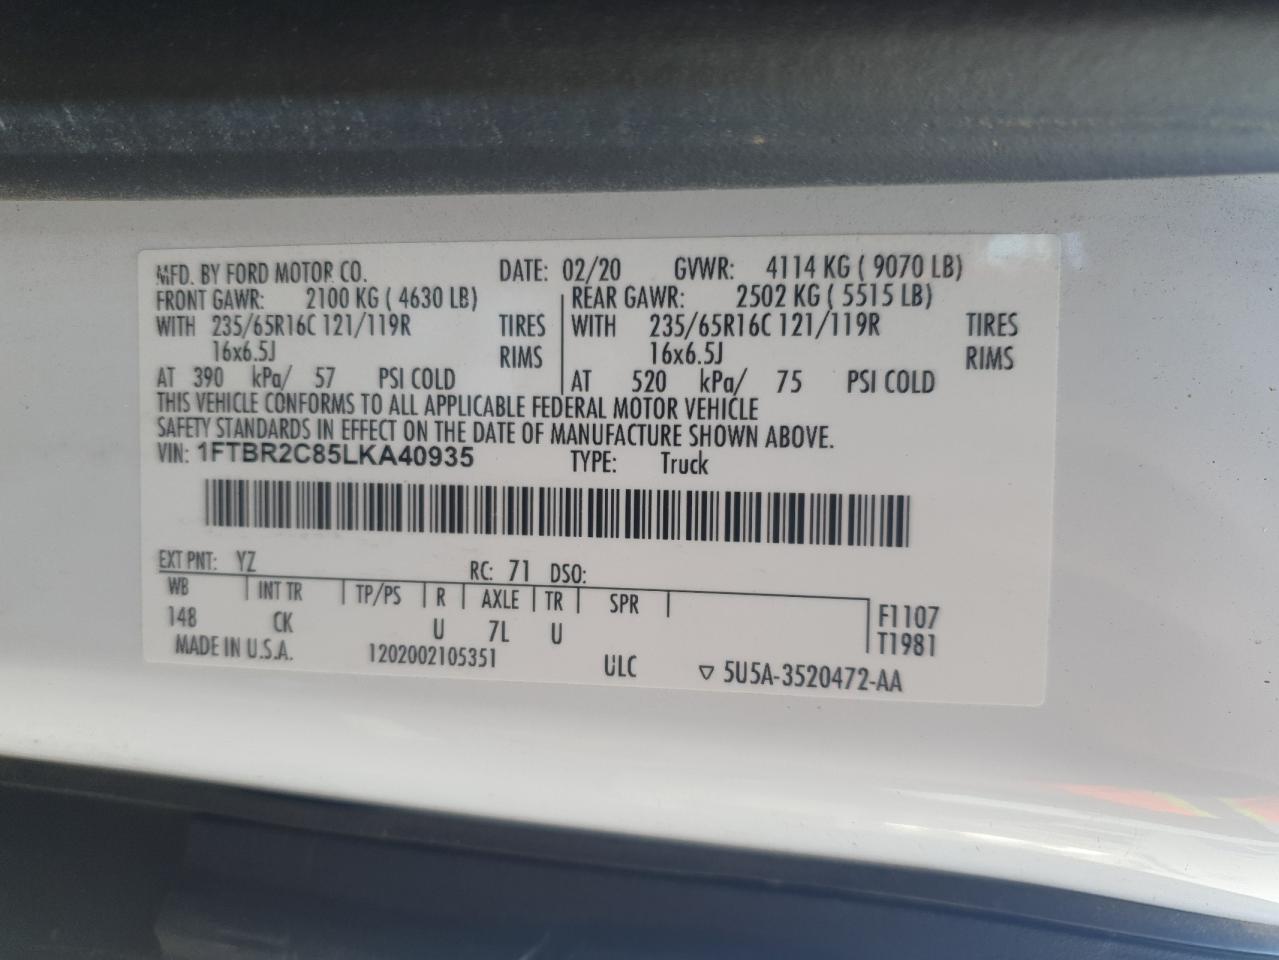 MFD. BY FORD MOTOR CO. DATE: 02/20 GVWR: 4114 KG ( 9070 LB)
FRONT GAWR: 2100 KG ( 4630 LB) REAR GAWR: 2502 KG ( 5515 LB)
WITH 235/65R16C 121/119R TIRES WITH 235/65R16C 121/119R TIRES
16x6.5J RIMS 16x6.5J RIMS
AT 390 kPa/ 57 PSI COLD AT 520 kPa/ 75 PSI COLD
THIS VEHICLE CONFORMS TO ALL APPLICABLE FEDERAL MOTOR VEHICLE
SAFETY STANDARDS IN EFFECT ON THE DATE OF MANUFACTURE SHOWN ABOVE.
VIN: 1FTBR2C85LKA40935 TYPE: Truck
EXT PNT: YZ RC: 71 DSO:
WB INT TR TP/PS R AXLE TR SPR F1107
148 CK U 7L U T1981
MADE IN U.S.A. 1202002105351 ULC ▽ 5U5A-3520472-AA